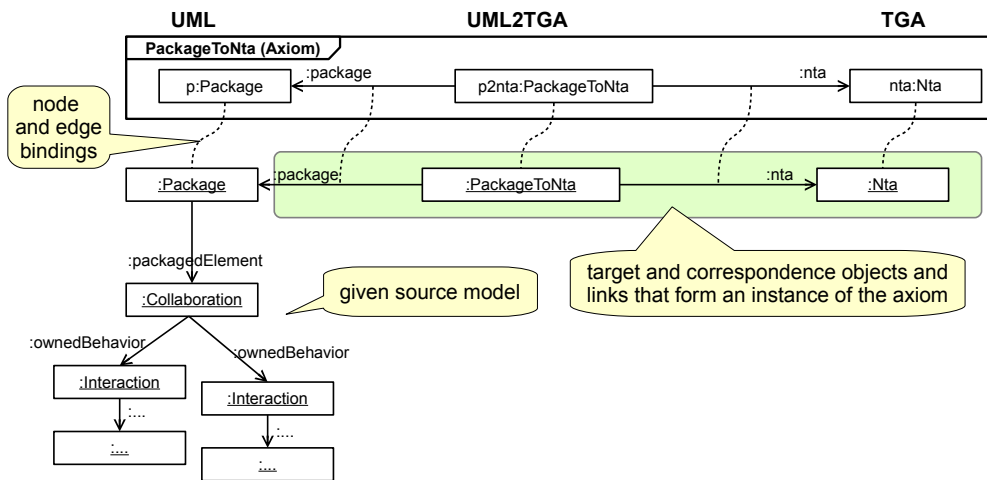 UML UML2TGA TGA
PackageToNta (Axiom)
:package :nta
p:Package p2nta:PackageToNta nta:Nta
node
and edge
bindings
:package :nta
:Package :PackageToNta :Nta
:packagedElement
target and correspondence objects and
links that form an instance of the axiom
given source model
:Collaboration
:ownedBehavior :ownedBehavior
:Interaction :Interaction
:... :...
:... :...